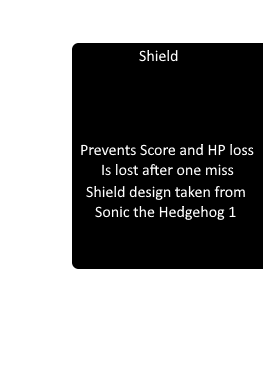 Shield
Prevents Score and HP loss
Is lost after one miss
Shield design taken from
Sonic the Hedgehog 1